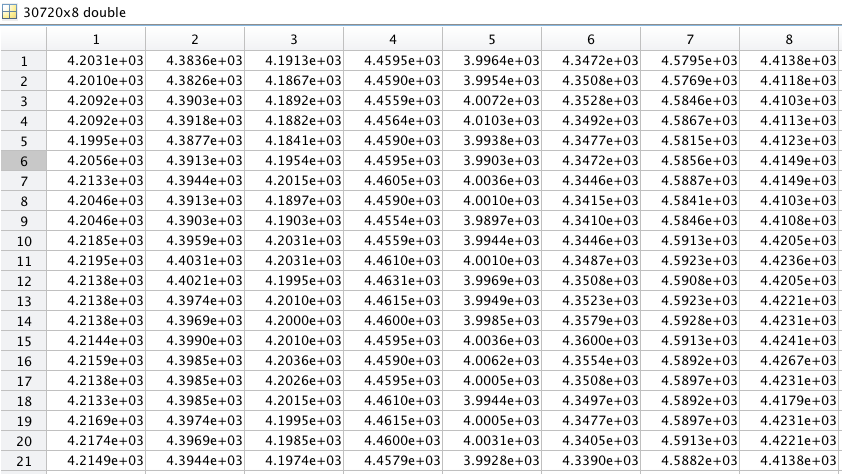 30720x8 double
1 2 3 4 5 6 7 8
1 4.2031e+03 4.3836e+03 4.1913e+03 4.4595e+03 3.9964e+03 4.3472e+03 4.5795e+03 4.4138e+03
2 4.2010e+03 4.3826e+03 4.1867e+03 4.4590e+03 3.9954e+03 4.3508e+03 4.5769e+03 4.4118e+03
3 4.2092e+03 4.3903e+03 4.1892e+03 4.4559e+03 4.0072e+03 4.3528e+03 4.5846e+03 4.4103e+03
4 4.2092e+03 4.3918e+03 4.1882e+03 4.4564e+03 4.0103e+03 4.3492e+03 4.5867e+03 4.4113e+03
5 4.1995e+03 4.3877e+03 4.1841e+03 4.4590e+03 3.9938e+03 4.3477e+03 4.5815e+03 4.4123e+03
6 4.2056e+03 4.3913e+03 4.1954e+03 4.4595e+03 3.9903e+03 4.3472e+03 4.5856e+03 4.4149e+03
7 4.2133e+03 4.3944e+03 4.2015e+03 4.4605e+03 4.0036e+03 4.3446e+03 4.5887e+03 4.4149e+03
8 4.2046e+03 4.3913e+03 4.1897e+03 4.4590e+03 4.0010e+03 4.3415e+03 4.5841e+03 4.4103e+03
9 4.2046e+03 4.3903e+03 4.1903e+03 4.4554e+03 3.9897e+03 4.3410e+03 4.5846e+03 4.4108e+03
10 4.2185e+03 4.3959e+03 4.2031e+03 4.4559e+03 3.9944e+03 4.3446e+03 4.5913e+03 4.4205e+03
11 4.2195e+03 4.4031e+03 4.2031e+03 4.4610e+03 4.0010e+03 4.3487e+03 4.5923e+03 4.4236e+03
12 4.2138e+03 4.4021e+03 4.1995e+03 4.4631e+03 3.9969e+03 4.3508e+03 4.5908e+03 4.4205e+03
13 4.2138e+03 4.3974e+03 4.2010e+03 4.4615e+03 3.9949e+03 4.3523e+03 4.5923e+03 4.4221e+03
14 4.2138e+03 4.3969e+03 4.2000e+03 4.4600e+03 3.9985e+03 4.3579e+03 4.5928e+03 4.4231e+03
15 4.2144e+03 4.3990e+03 4.2010e+03 4.4595e+03 4.0036e+03 4.3600e+03 4.5913e+03 4.4241e+03
16 4.2159e+03 4.3985e+03 4.2036e+03 4.4590e+03 4.0062e+03 4.3554e+03 4.5892e+03 4.4267e+03
17 4.2138e+03 4.3985e+03 4.2026e+03 4.4595e+03 4.0005e+03 4.3508e+03 4.5897e+03 4.4231e+03
18 4.2133e+03 4.3985e+03 4.2015e+03 4.4610e+03 3.9944e+03 4.3497e+03 4.5892e+03 4.4179e+03
19 4.2169e+03 4.3974e+03 4.1995e+03 4.4615e+03 4.0005e+03 4.3477e+03 4.5897e+03 4.4231e+03
20 4.2174e+03 4.3969e+03 4.1985e+03 4.4600e+03 4.0031e+03 4.3405e+03 4.5913e+03 4.4221e+03
21 4.2149e+03 4.3944e+03 4.1974e+03 4.4579e+03 3.9928e+03 4.3390e+03 4.5882e+03 4.4138e+03